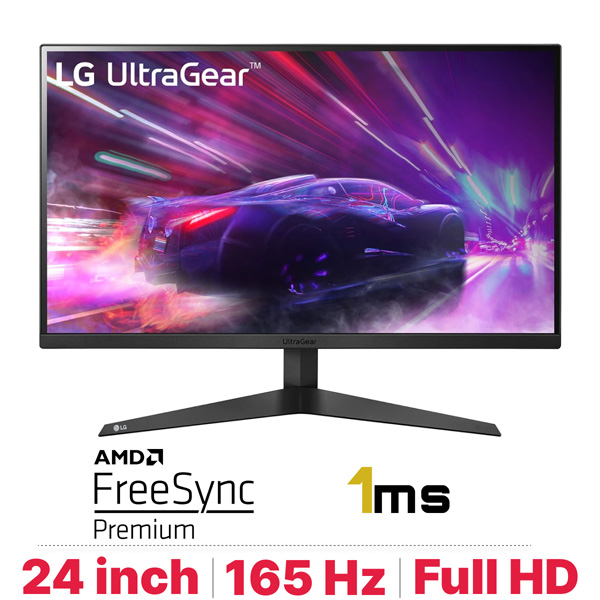 LG UltraGear™
UltraGear
LG
AMD
FreeSync
Premium
1ms
24 inch | 165 Hz | Full HD